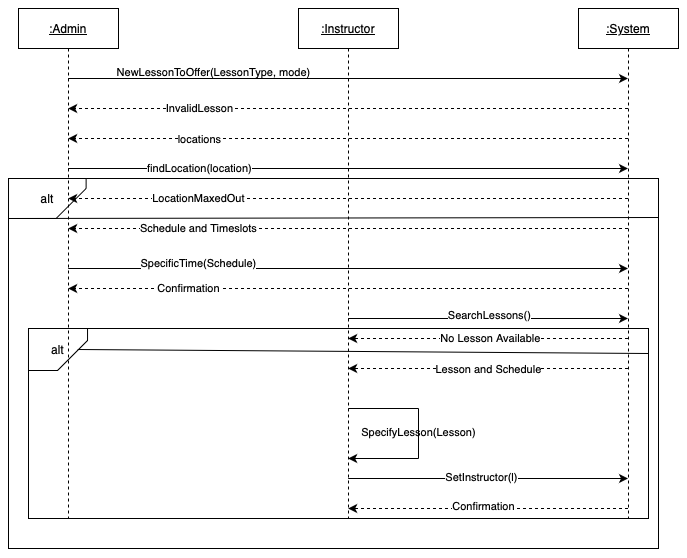 :Admin
:Instructor
:System
NewLessonToOffer(LessonType, mode)
InvalidLesson
locations
findLocation(location)
alt
LocationMaxedOut
Schedule and Timeslots
SpecificTime(Schedule)
Confirmation
SearchLessons()
No Lesson Available
alt
Lesson and Schedule
SpecifyLesson(Lesson)
SetInstructor(I)
Confirmation